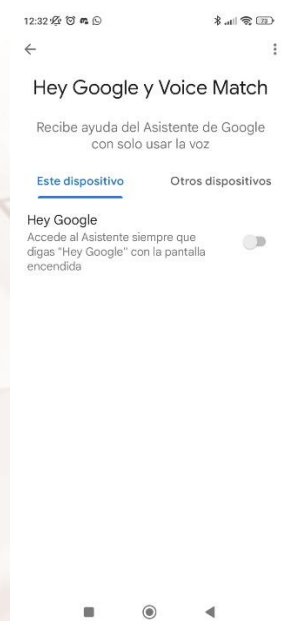 12:32
72
Hey Google y Voice Match
Recibe ayuda del Asistente de Google
con solo usar la voz
Este dispositivo Otros dispositivos
Hey Google
Accede al Asistente siempre que
digas "Hey Google" con la pantalla
encendida